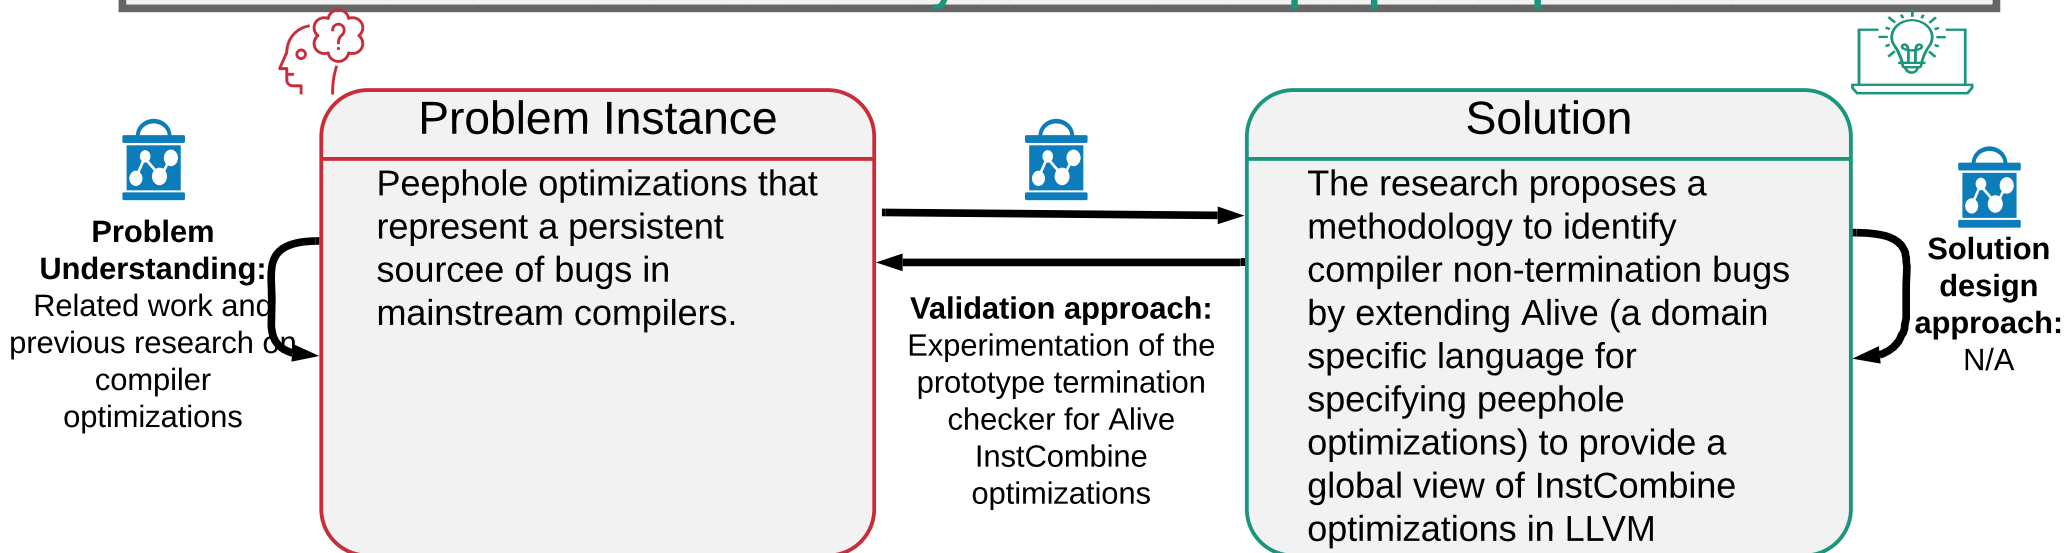 Problem Instance
Peephole optimizations that
represent a persistent
sourcee of bugs in
mainstream compilers.
Problem
Understanding:
Related work and
previous research on
compiler
optimizations
Validation approach:
Experimentation of the
prototype termination
checker for Alive
InstCombine
optimizations
Solution
The research proposes a
methodology to identify
compiler non-termination bugs
by extending Alive (a domain
specific language for
specifying peephole
optimizations) to provide a
global view of InstCombine
optimizations in LLVM
Solution
design
approach:
N/A
?